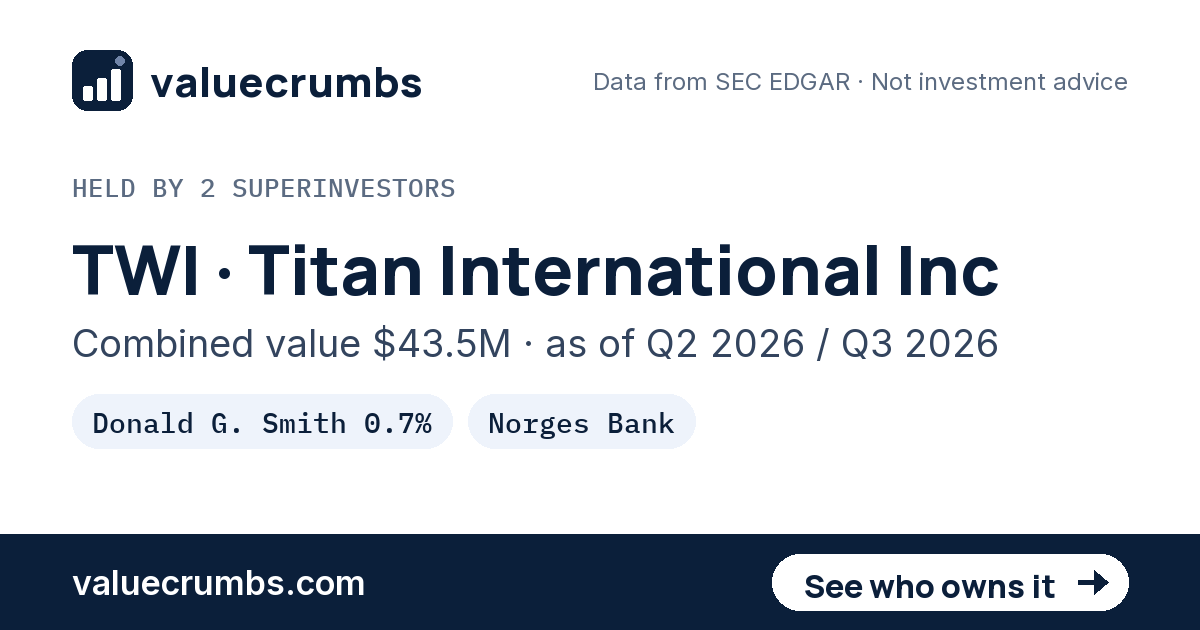 valuecrumbs
Data from SEC EDGAR · Not investment advice
HELD BY 2 SUPERINVESTORS
TWI · Titan International Inc
Combined value $43.5M · as of Q2 2026 / Q3 2026
Donald G. Smith 0.7%
Norges Bank
valuecrumbs.com
See who owns it →